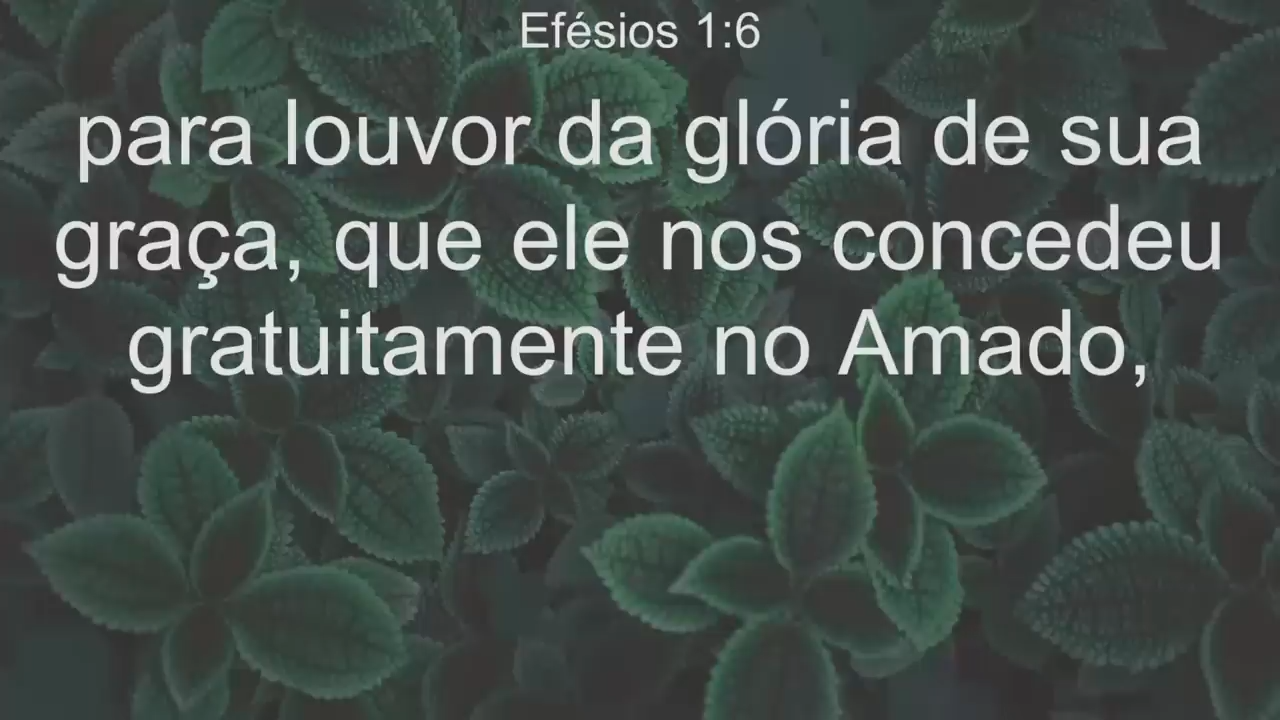 Efésios 1:6
para louvor da glória de sua
graça, que ele nos concedeu
gratuitamente no Amado,